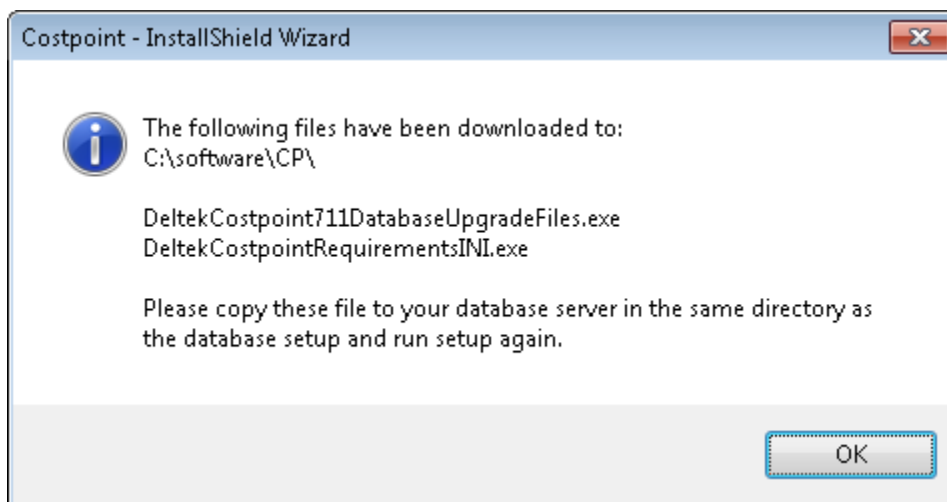 Costpoint - InstallShield Wizard
The following files have been downloaded to:
C:\software\CP\
DeltekCostpoint711DatabaseUpgradeFiles.exe
DeltekCostpointRequirementsINI.exe
Please copy these file to your database server in the same directory as
the database setup and run setup again.
OK